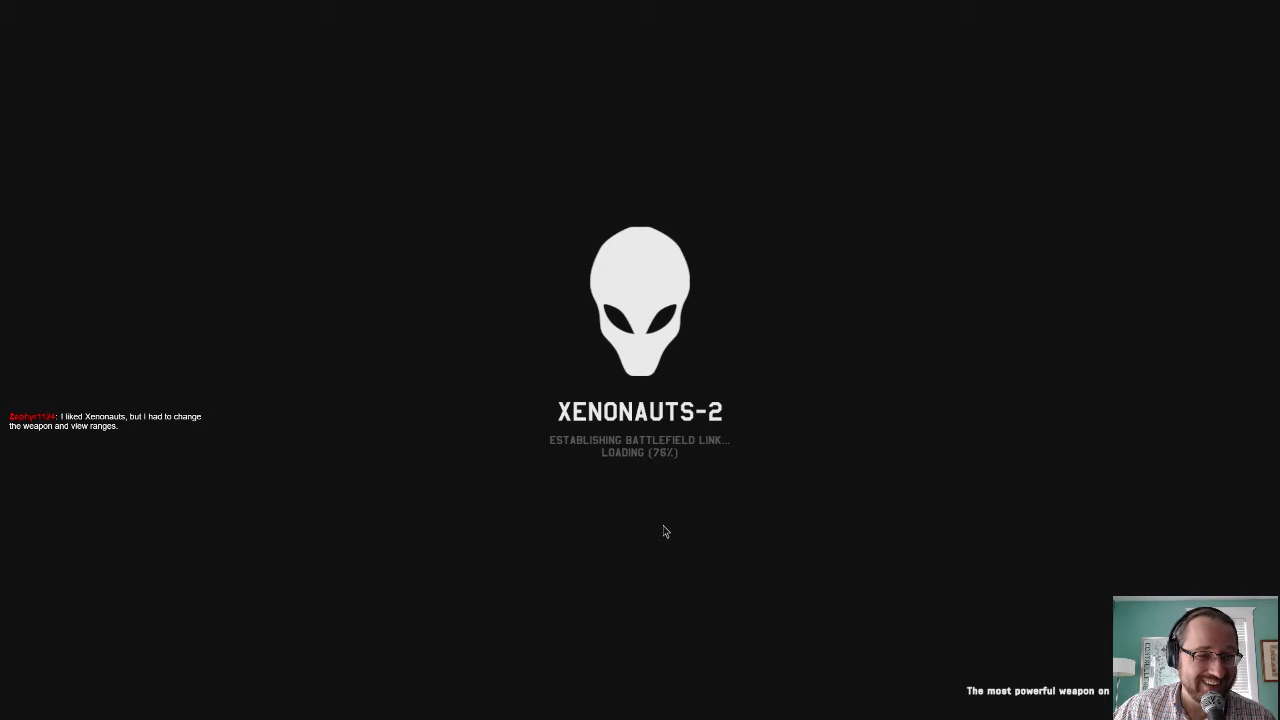 XENONAUTS-2
ESTABLISHING BATTLEFIELD LINK...
LOADING (76%)
Zephyr1134: I liked Xenonauts, but I had to change
the weapon and view ranges.
The most powerful weapon on